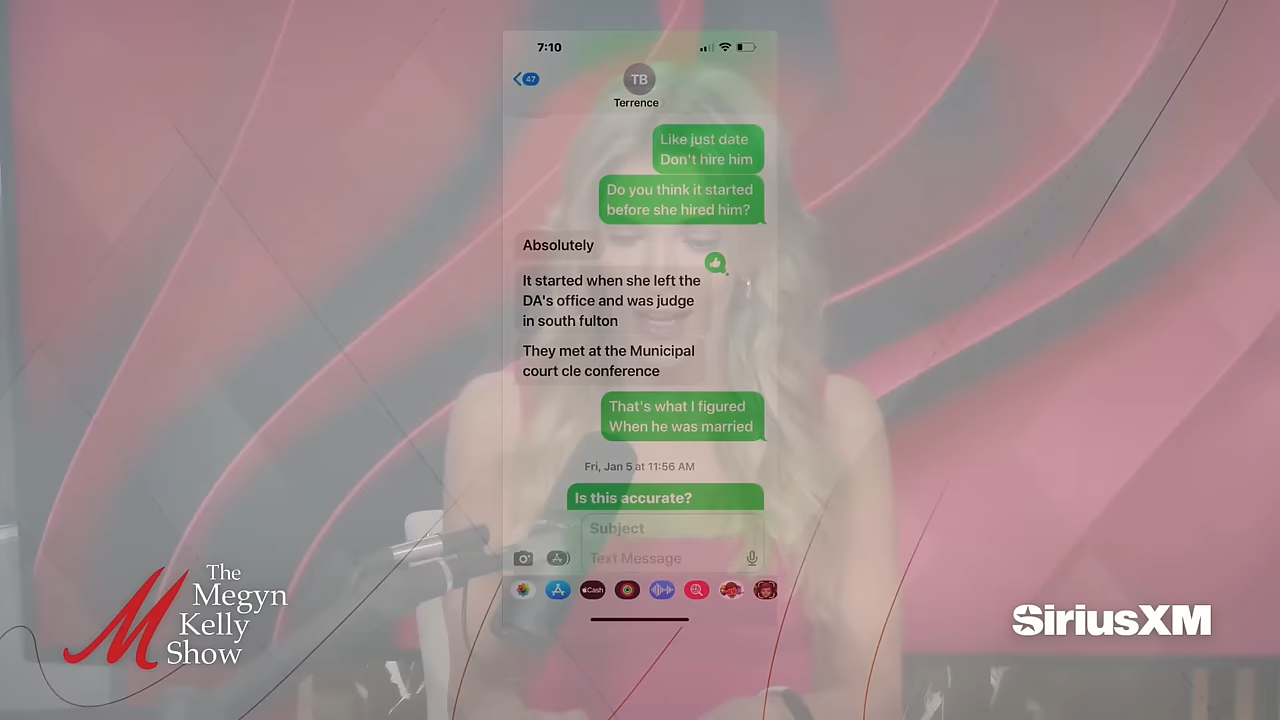 7:10
47
TB
Terrence
Like just date
Don't hire him
Do you think it started
before she hired him?
Absolutely
It started when she left the
DA's office and was judge
in south fulton
They met at the Municipal
court cle conference
That's what I figured
When he was married
Fri, Jan 5 at 11:56 AM
Is this accurate?
Subject
Text Message
Cash
The
Megyn
Kelly
Show
SiriusXM